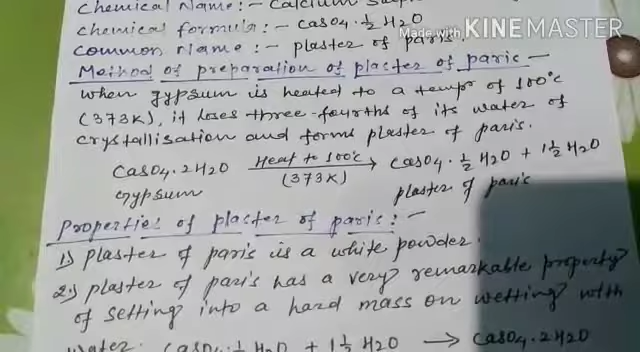 Chemical Name:- Calcium
Made with KINEMASTER
chemical formula:- CaSO4.½H2O
common Name:- plaster of paris.
Method of preparation of plaster of paris -
when gypsum is heated to a tempr of 100°c
(373K), it loses three-fourths of its water of
crystallisation and forms plaster of paris.
CaSO4.2H2O Heat to 100°c (373K) → CaSO4.½H2O + 1½H2O
Gypsum plaster of paris
Properties of plaster of paris:-
1) plaster of paris is a white powder.
2) plaster of paris has a very remarkable property
of setting into a hard mass on wetting with
water. CaSO4.½H2O + 1½H2O → CaSO4.2H2O